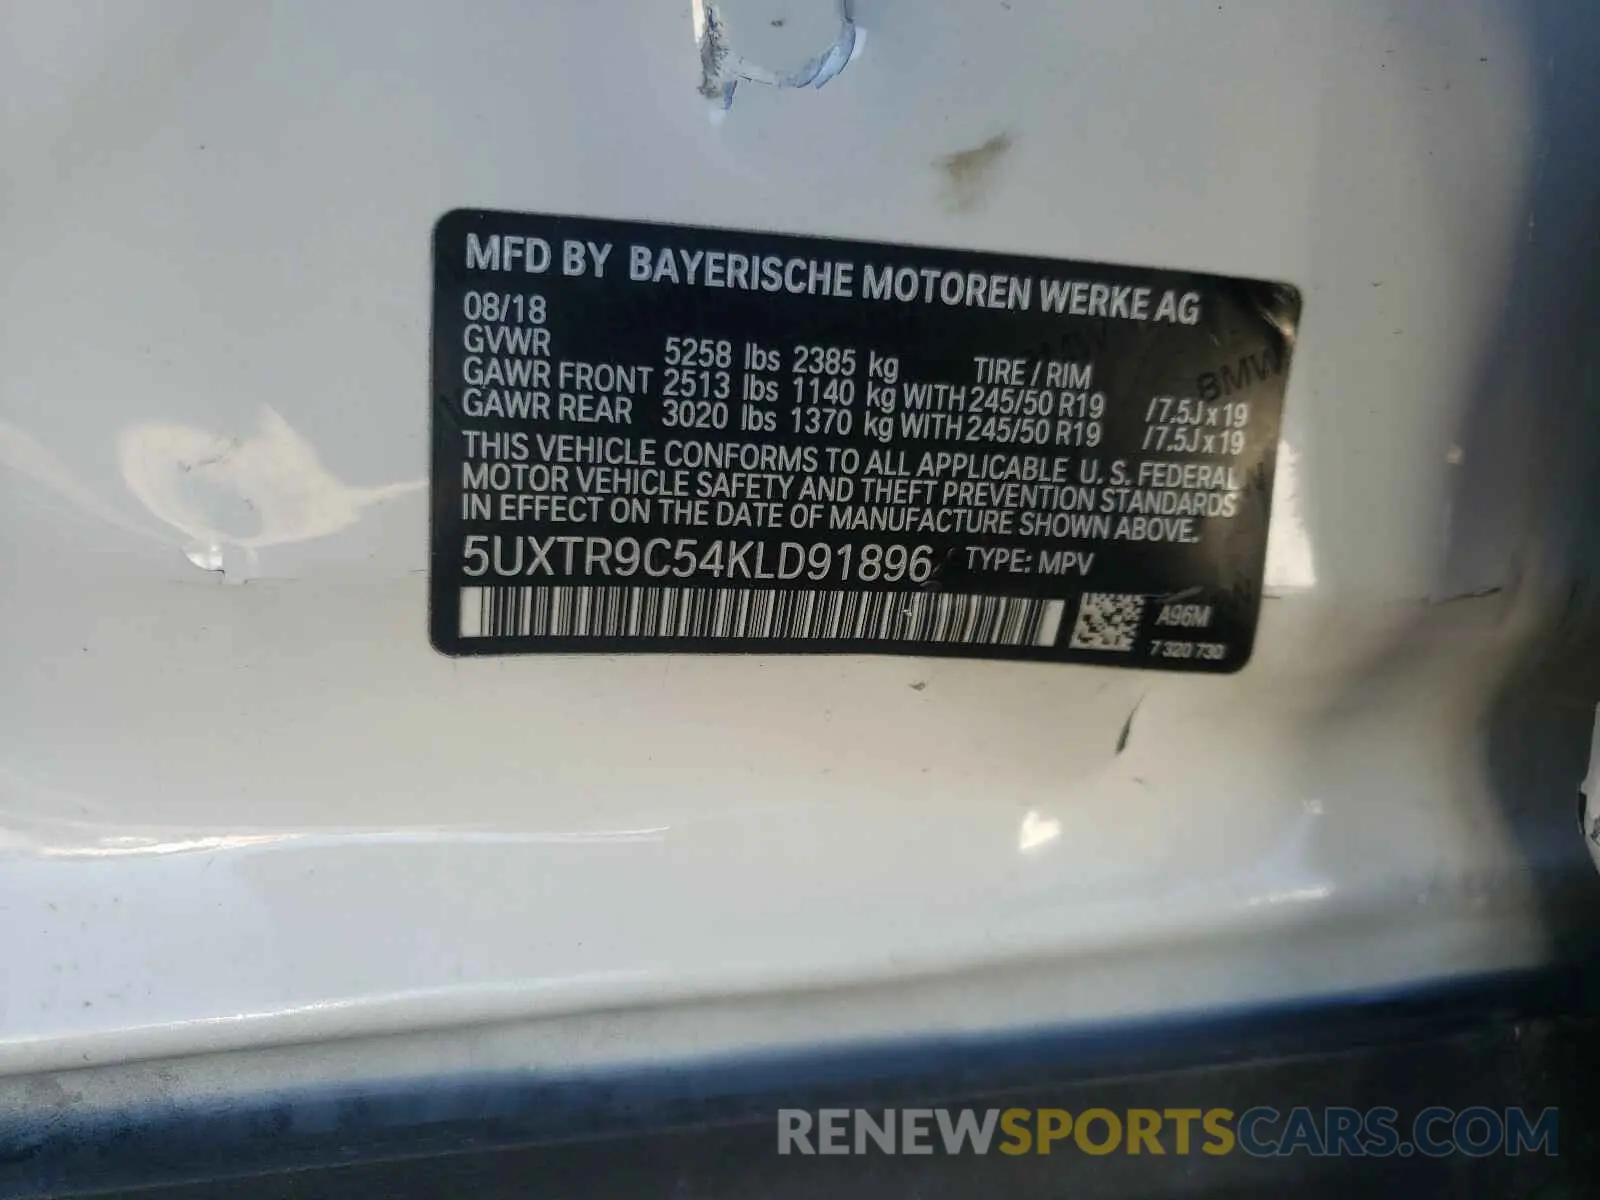 MFD BY BAYERISCHE MOTOREN WERKE AG
08/18
GVWR 5258 lbs 2385 kg TIRE / RIM
GAWR FRONT 2513 lbs 1140 kg WITH 245/50 R19 /7.5J x 19
GAWR REAR 3020 lbs 1370 kg WITH 245/50 R19 /7.5J x 19
THIS VEHICLE CONFORMS TO ALL APPLICABLE U.S. FEDERAL
MOTOR VEHICLE SAFETY AND THEFT PREVENTION STANDARDS
IN EFFECT ON THE DATE OF MANUFACTURE SHOWN ABOVE.
5UXTR9C54KLD91896 TYPE: MPV
A96M
7 320 730
BMW
RENEWSPORTSCARS.COM